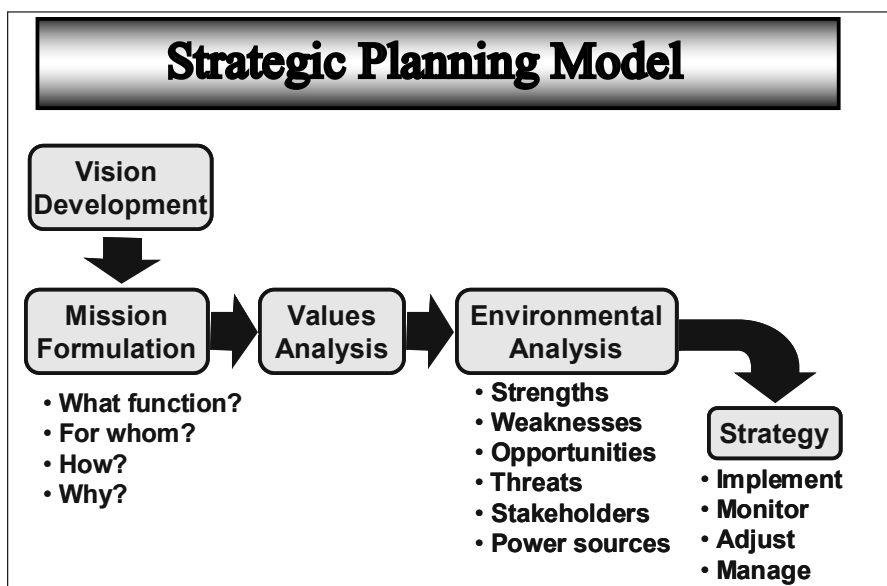 Strategic Planning Model
Vision
Development
Mission
Formulation
• What function?
• For whom?
• How?
• Why?
Values
Analysis
Environmental
Analysis
• Strengths
• Weaknesses
• Opportunities
• Threats
• Stakeholders
• Power sources
Strategy
• Implement
• Monitor
• Adjust
• Manage